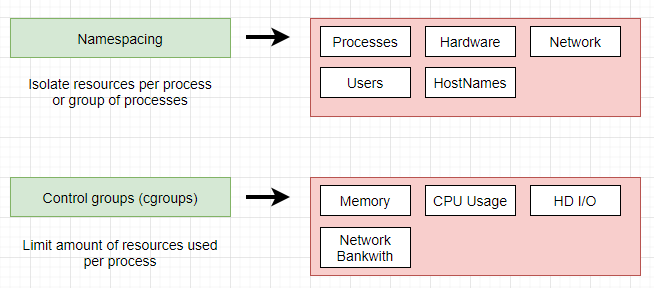 Namespacing
Isolate resources per process
or group of processes
Processes
Hardware
Network
Users
HostNames
Control groups (cgroups)
Limit amount of resources used
per process
Memory
CPU Usage
HD I/O
Network
Bankwith